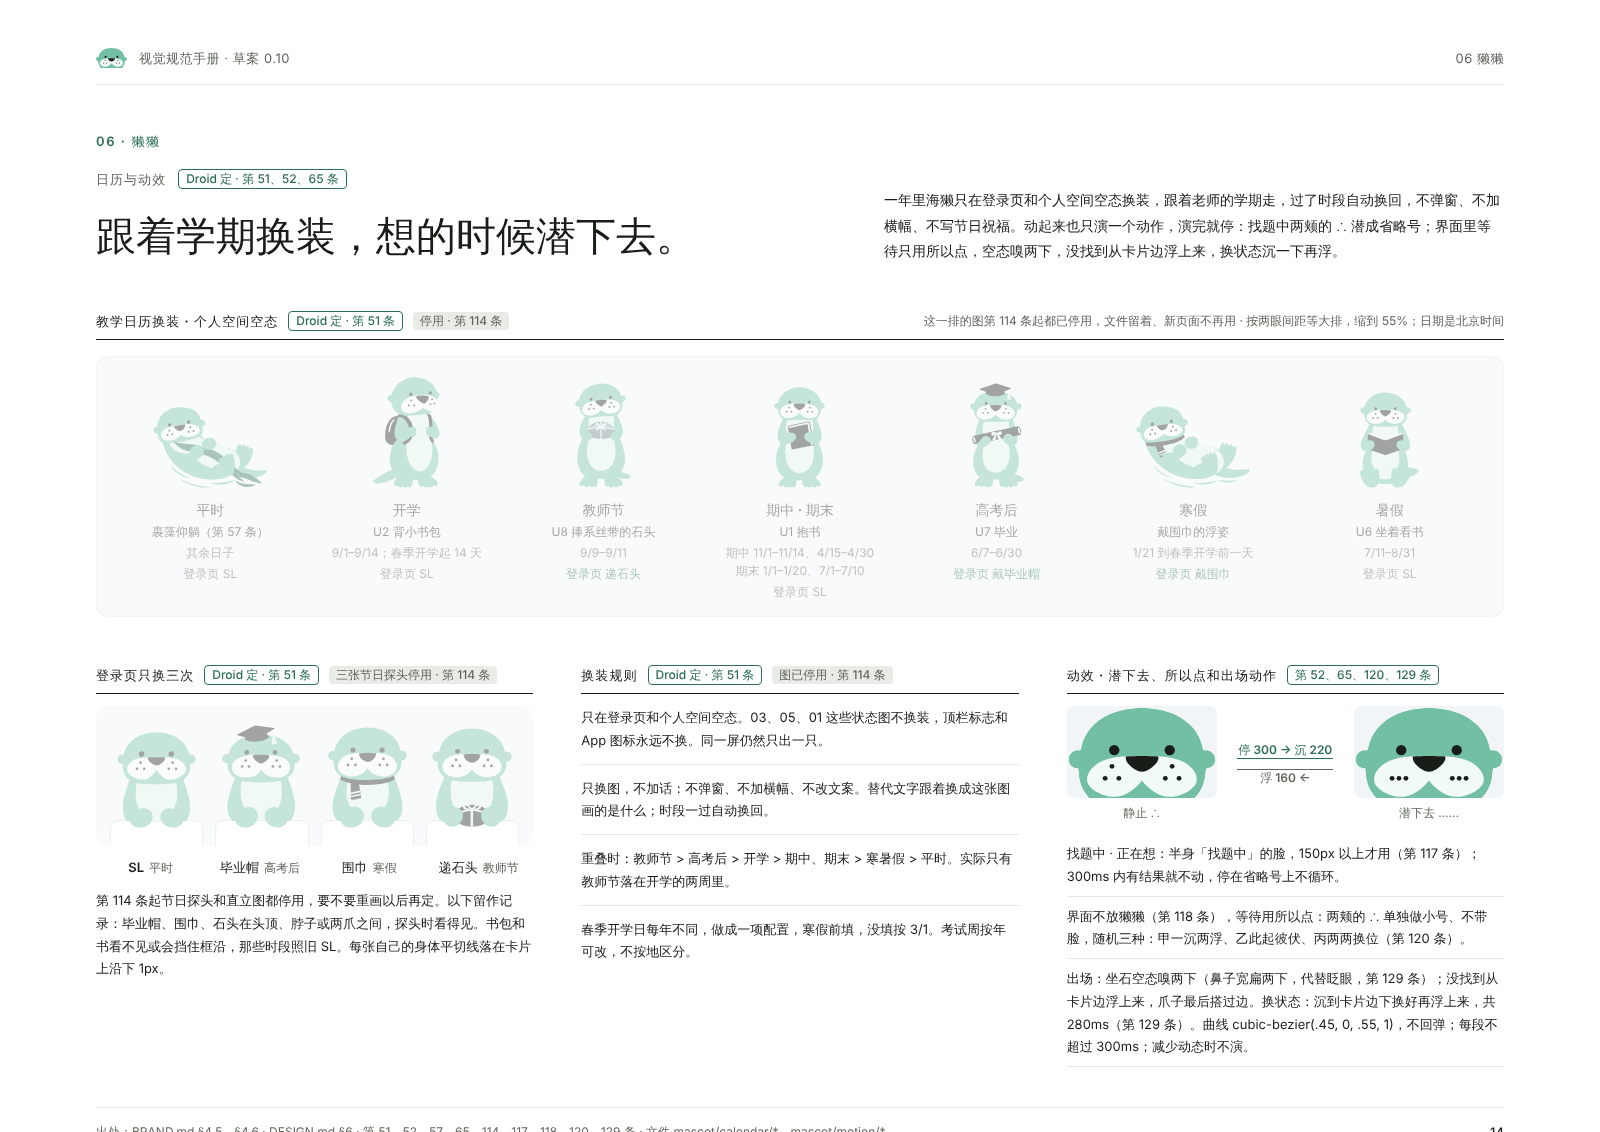 视觉规范手册 · 草案 0.10
06 獭獭
06 · 獭獭
日历与动效 Droid 定 · 第 51、52、65 条
跟着学期换装，想的时候潜下去。
一年里海獭只在登录页和个人空间空态换装，跟着老师的学期走，过了时段自动换回，不弹窗、不加
横幅、不写节日祝福。动起来也只演一个动作，演完就停：找题中两颊的 ∴ 潜成省略号；界面里等
待只用所以点，空态嗅两下，没找到从卡片边浮上来，换状态沉一下再浮。
教学日历换装 · 个人空间空态 Droid 定 · 第 51 条 停用 · 第 114 条
这一排的图第 114 条起都已停用，文件留着、新页面不再用 · 按两眼间距等大排，缩到 55%；日期是北京时间
平时
裹藻仰躺（第 57 条）
其余日子
登录页 SL
开学
U2 背小书包
9/1–9/14；春季开学起 14 天
登录页 SL
教师节
U8 捧系丝带的石头
9/9–9/11
登录页 递石头
期中 · 期末
U1 抱书
期中 11/1–11/14、4/15–4/30
期末 1/1–1/20、7/1–7/10
登录页 SL
高考后
U7 毕业
6/7–6/30
登录页 戴毕业帽
寒假
戴围巾的浮姿
1/21 到春季开学前一天
登录页 戴围巾
暑假
U6 坐着看书
7/11–8/31
登录页 SL
登录页只换三次 Droid 定 · 第 51 条 三张节日探头停用 · 第 114 条
SL 平时
毕业帽 高考后
围巾 寒假
递石头 教师节
第 114 条起节日探头和直立图都停用，要不要重画以后再定。以下留作记
录：毕业帽、围巾、石头在头顶、脖子或两爪之间，探头时看得见。书包和
书看不见或会挡住框沿，那些时段照旧 SL。每张自己的身体平切线落在卡片
上沿下 1px。
换装规则 Droid 定 · 第 51 条 图已停用 · 第 114 条
只在登录页和个人空间空态。03、05、01 这些状态图不换装，顶栏标志和
App 图标永远不换。同一屏仍然只出一只。
只换图，不加话：不弹窗、不加横幅、不改文案。替代文字跟着换成这张图
画的是什么；时段一过自动换回。
重叠时：教师节 > 高考后 > 开学 > 期中、期末 > 寒暑假 > 平时。实际只有
教师节落在开学的两周里。
春季开学日每年不同，做成一项配置，寒假前填，没填按 3/1。考试周按年
可改，不按地区分。
动效 · 潜下去、所以点和出场动作 第 52、65、120、129 条
停 300 → 沉 220
浮 160 ←
静止 ∴
潜下去 ……
找题中 · 正在想：半身「找题中」的脸，150px 以上才用（第 117 条）；
300ms 内有结果就不动，停在省略号上不循环。
界面不放獭獭（第 118 条），等待用所以点：两颊的 ∴ 单独做小号、不带
脸，随机三种：甲一沉两浮、乙此起彼伏、丙两两换位（第 120 条）。
出场：坐石空态嗅两下（鼻子宽扁两下，代替眨眼，第 129 条）；没找到从
卡片边浮上来，爪子最后搭过边。换状态：沉到卡片边下换好再浮上来，共
280ms（第 129 条）。曲线 cubic-bezier(.45, 0, .55, 1)，不回弹；每段不
超过 300ms；减少动态时不演。